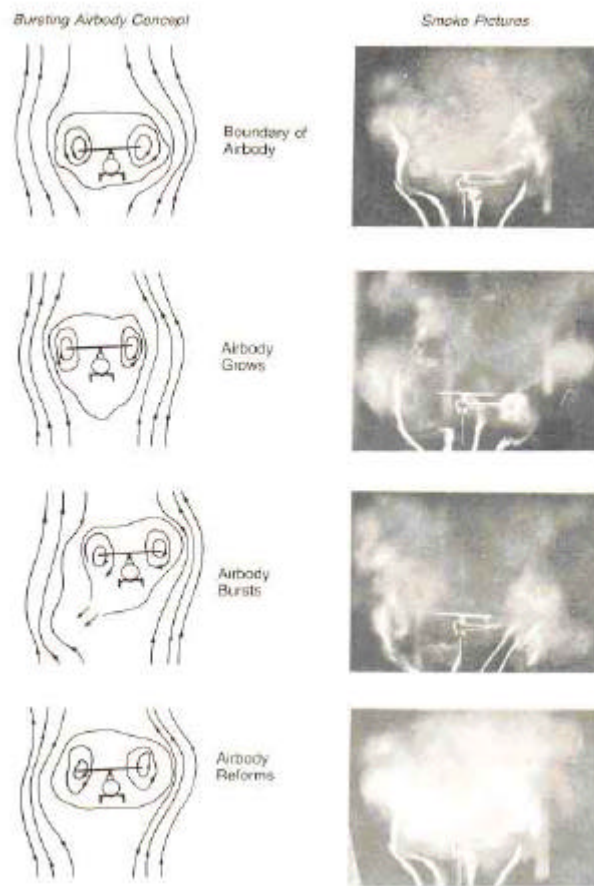 Bursting Airbody Concept
Smoke Pictures
Boundary of
Airbody
Airbody
Grows
Airbody
Bursts
Airbody
Reforms